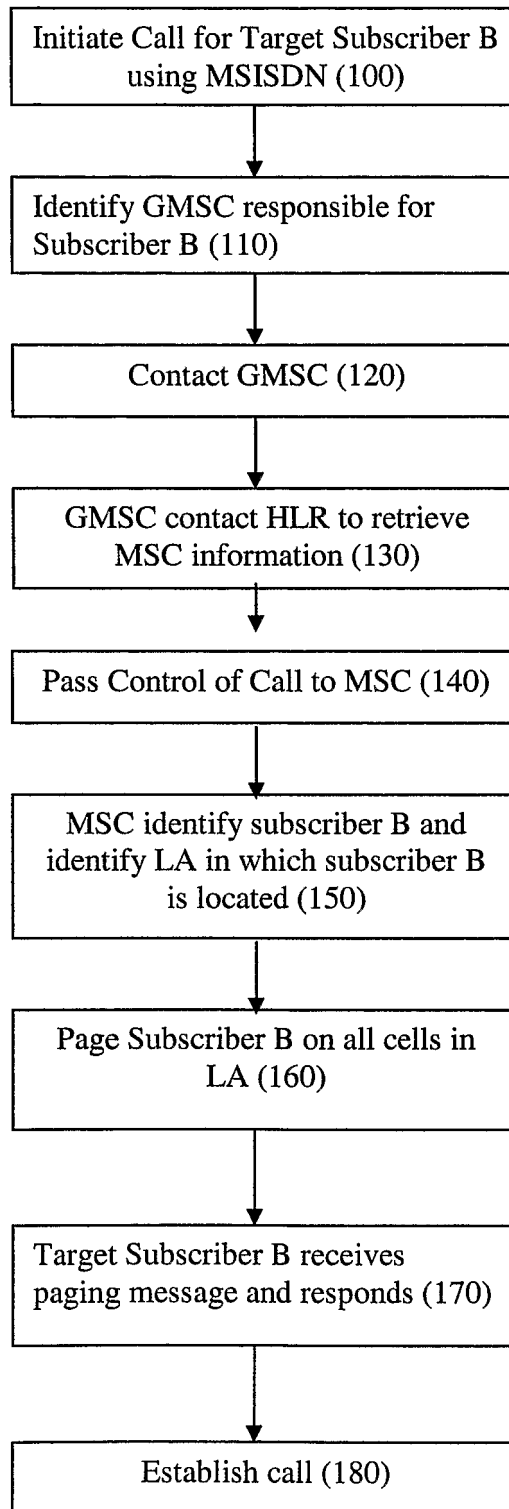 Initiate Call for Target Subscriber B
using MSISDN (100)
Identify GMSC responsible for
Subscriber B (110)
Contact GMSC (120)
GMSC contact HLR to retrieve
MSC information (130)
Pass Control of Call to MSC (140)
MSC identify subscriber B and
identify LA in which subscriber B
is located (150)
Page Subscriber B on all cells in
LA (160)
Target Subscriber B receives
paging message and responds (170)
Establish call (180)